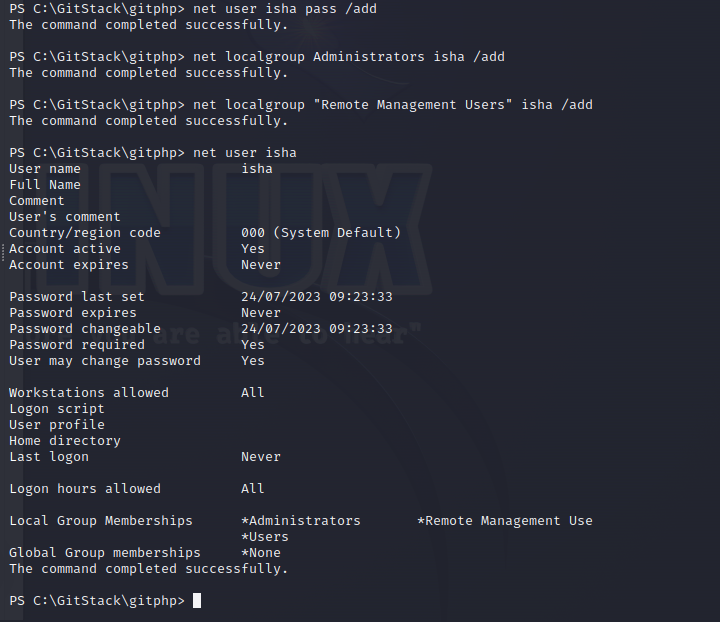 PS C:\GitStack\gitphp> net user isha pass /add
The command completed successfully.
PS C:\GitStack\gitphp> net localgroup Administrators isha /add
The command completed successfully.
PS C:\GitStack\gitphp> net localgroup "Remote Management Users" isha /add
The command completed successfully.
PS C:\GitStack\gitphp> net user isha
User name isha
Full Name
Comment
User's comment
Country/region code 000 (System Default)
Account active Yes
Account expires Never
Password last set 24/07/2023 09:23:33
Password expires Never
Password changeable 24/07/2023 09:23:33
Password required Yes
User may change password Yes
Workstations allowed All
Logon script
User profile
Home directory
Last logon Never
Logon hours allowed All
Local Group Memberships *Administrators *Remote Management Use
*Users
Global Group memberships *None
The command completed successfully.
PS C:\GitStack\gitphp>